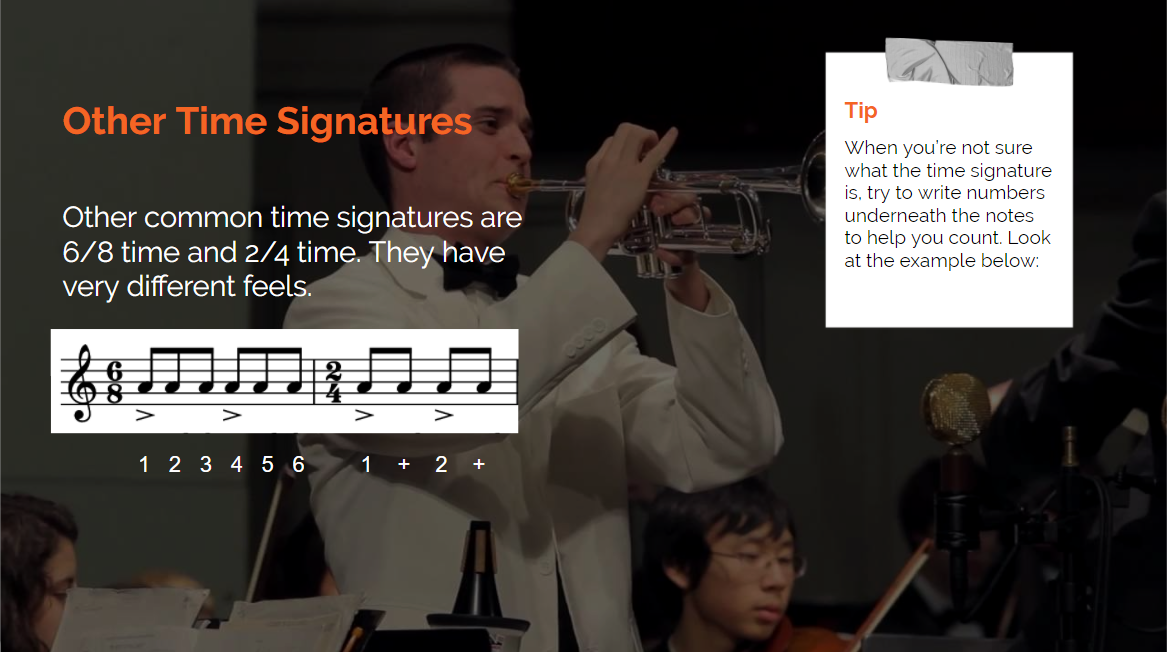 Other Time Signatures
Other common time signatures are
6/8 time and 2/4 time. They have
very different feels.
6
8
2
4
1 2 3 4 5 6 1 + 2 +
Tip
When you're not sure
what the time signature
is, try to write numbers
underneath the notes
to help you count. Look
at the example below: